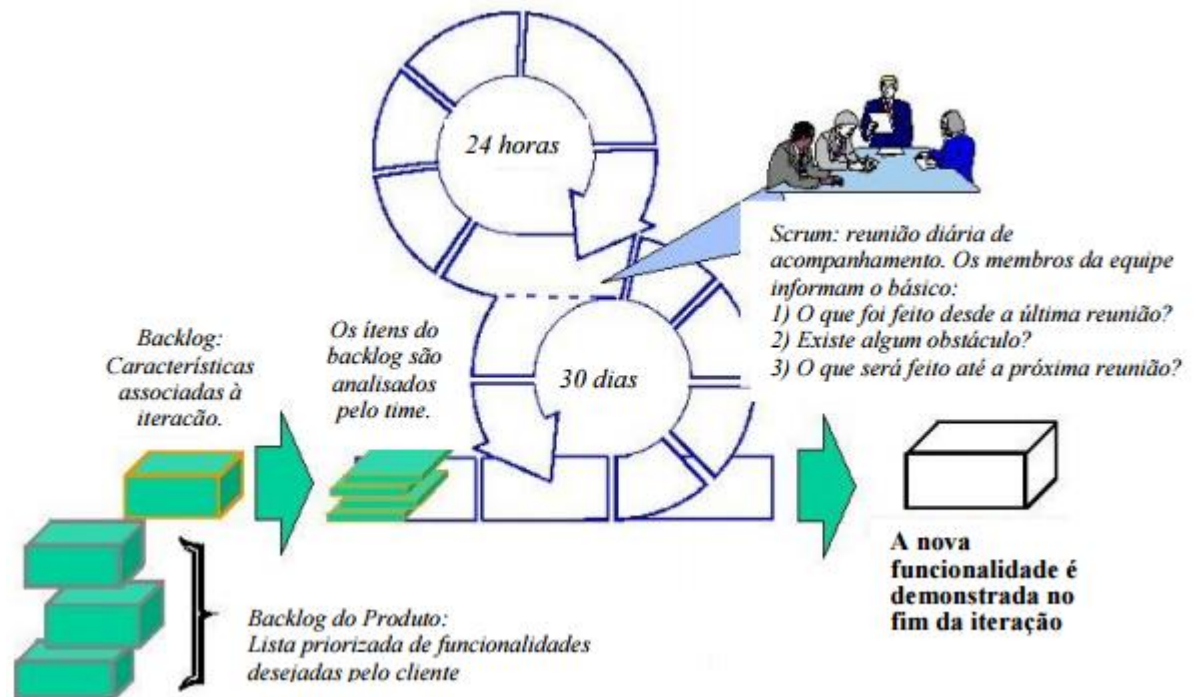 24 horas
Scrum: reunião diária de
acompanhamento. Os membros da equipe
informam o básico:
1) O que foi feito desde a última reunião?
2) Existe algum obstáculo?
3) O que será feito até a próxima reunião?
Backlog:
Características
associadas à
iteracão.
Os ítens do
backlog são
analisados
pelo time.
30 dias
A nova
funcionalidade é
demonstrada no
fim da iteração
Backlog do Produto:
Lista priorizada de funcionalidades
desejadas pelo cliente